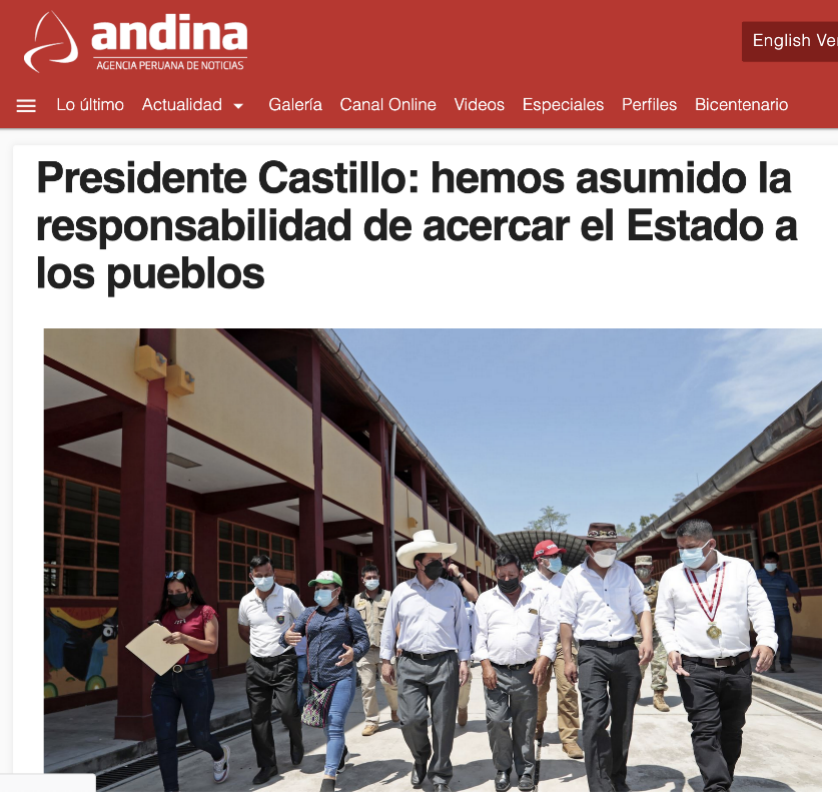 andina
AGENCIA PERUANA DE NOTICIAS
English Ver
Lo último Actualidad Galería Canal Online Videos Especiales Perfiles Bicentenario
Presidente Castillo: hemos asumido la
responsabilidad de acercar el Estado a
los pueblos